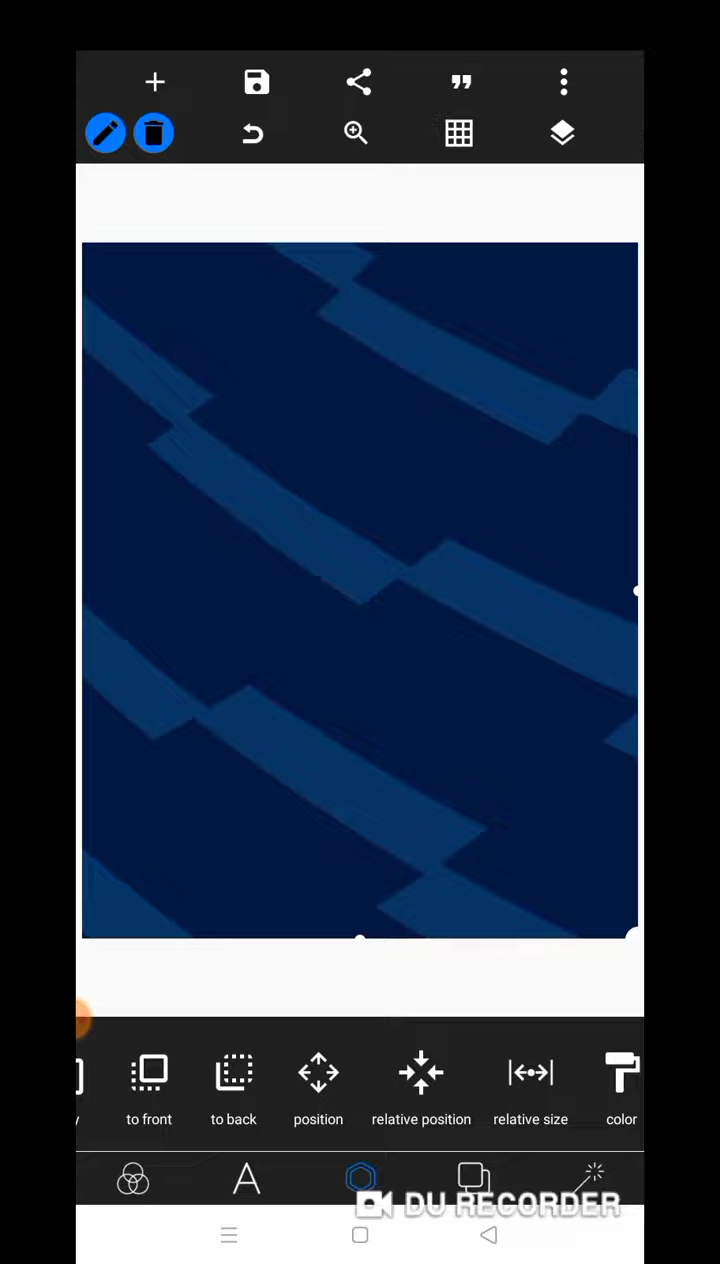 y
to front
to back
position
relative position
relative size
color
DU RECORDER